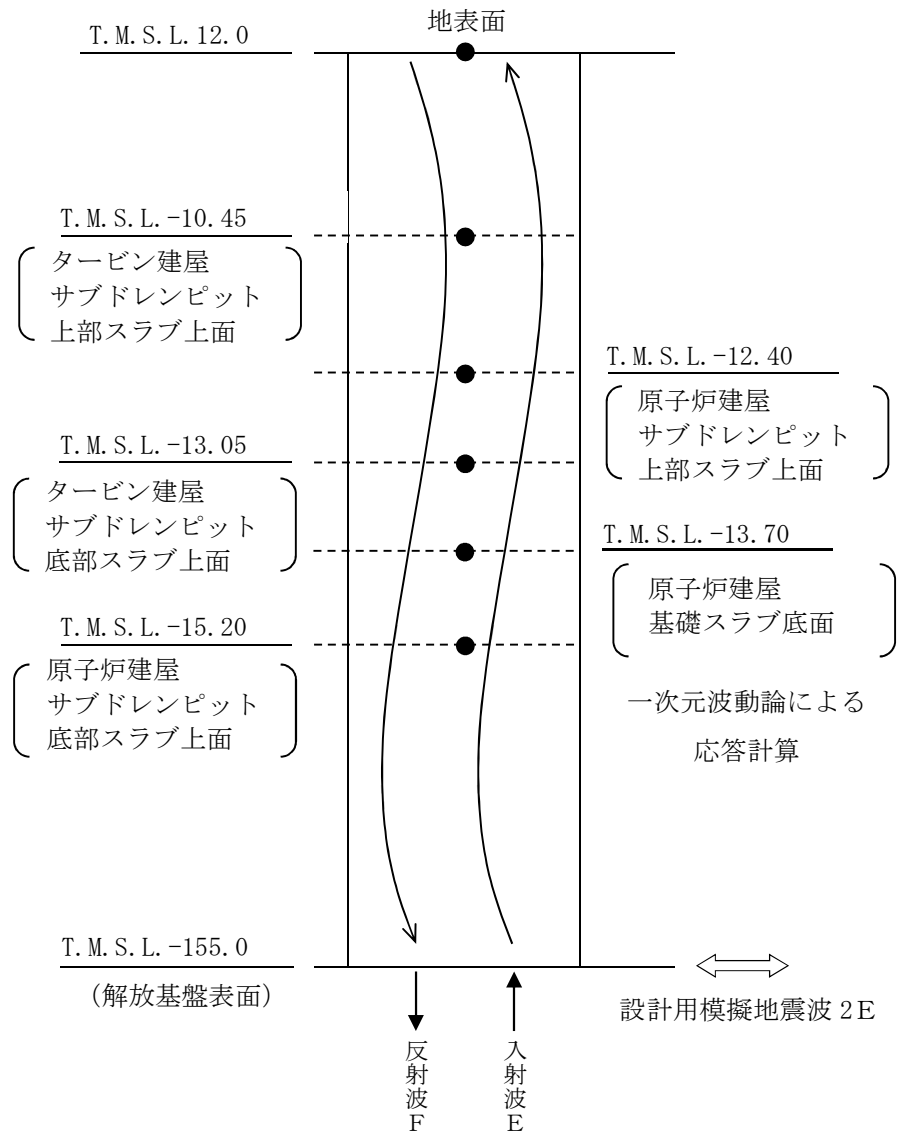 地表面
T.M.S.L.12.0
T.M.S.L.-10.45
タービン建屋
サブドレンピット
上部スラブ上面
T.M.S.L.-12.40
原子炉建屋
サブドレンピット
上部スラブ上面
T.M.S.L.-13.05
タービン建屋
サブドレンピット
底部スラブ上面
T.M.S.L.-13.70
原子炉建屋
基礎スラブ底面
T.M.S.L.-15.20
原子炉建屋
サブドレンピット
底部スラブ上面
一次元波動論による
応答計算
T.M.S.L.-155.0
(解放基盤表面)
設計用模擬地震波 2E
反射波F
入射波E